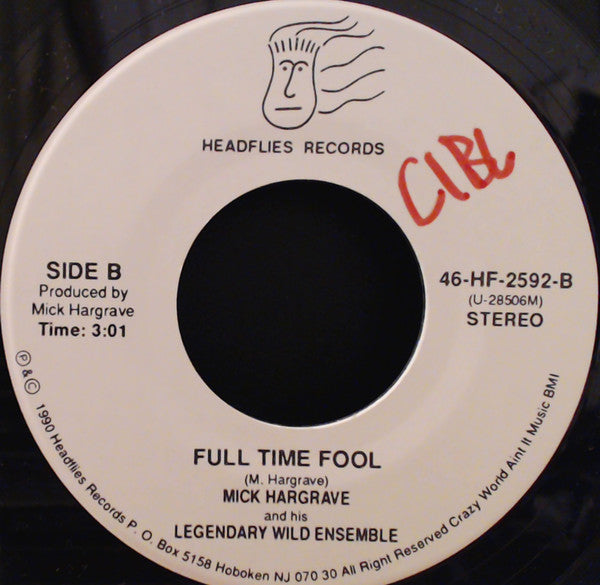 HEADFLIES RECORDS
CIBL
SIDE B
Produced by
Mick Hargrave
Time: 3:01
46-HF-2592-B
(U-28506M)
STEREO
FULL TIME FOOL
(M. Hargrave)
MICK HARGRAVE
and his
LEGENDARY WILD ENSEMBLE
Ⓟ & © 1990 Headflies Records P. O. Box 5158 Hoboken NJ 070 30 All Right Reserved Crazy World Aint It Music BMI